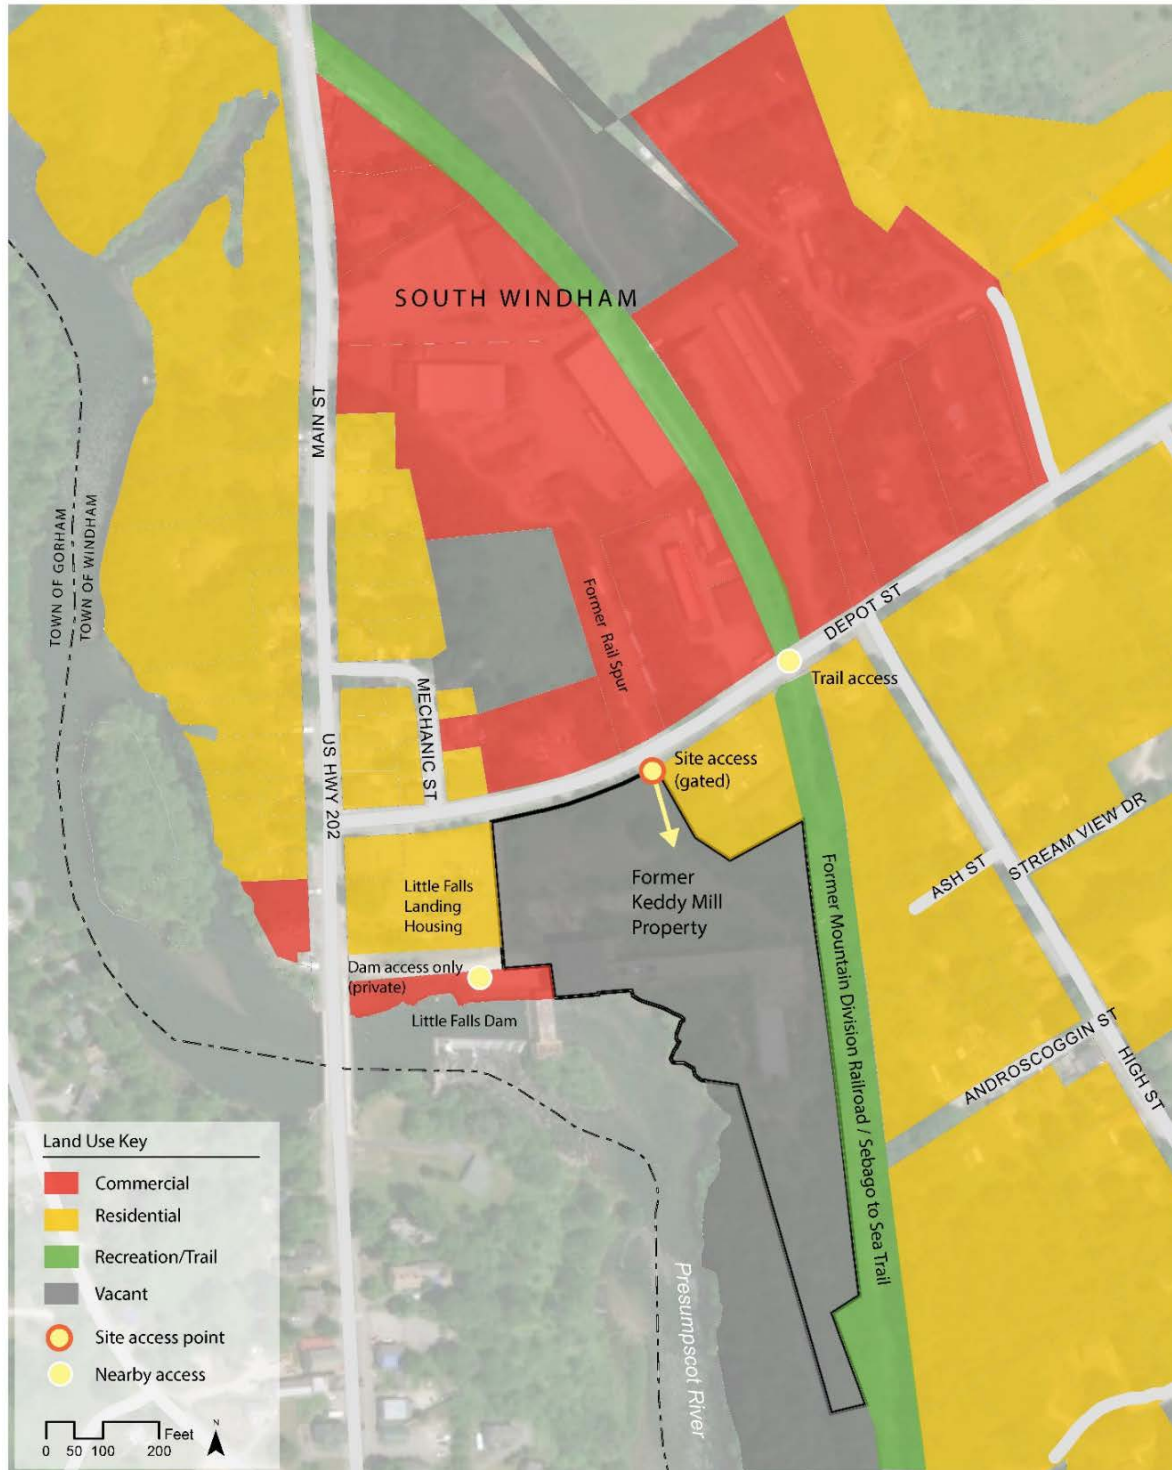 SOUTH WINDHAM
MAIN ST
TOWN OF GORHAM
TOWN OF WINDHAM
Former Rail Spur
DEPOT ST
Trail access
MECHANIC ST
US HWY 202
Site access
(gated)
STREAM VIEW DR
ASH ST
Little Falls
Landing
Housing
Former
Keddy Mill
Property
Dam access only
(private)
Little Falls Dam
Former Mountain Division Railroad / Sebago to Sea Trail
ANDROSCOGGIN ST
HIGH ST
Presumpscot River
Land Use Key
Commercial
Residential
Recreation/Trail
Vacant
Site access point
Nearby access
Feet
0 50 100 200
N